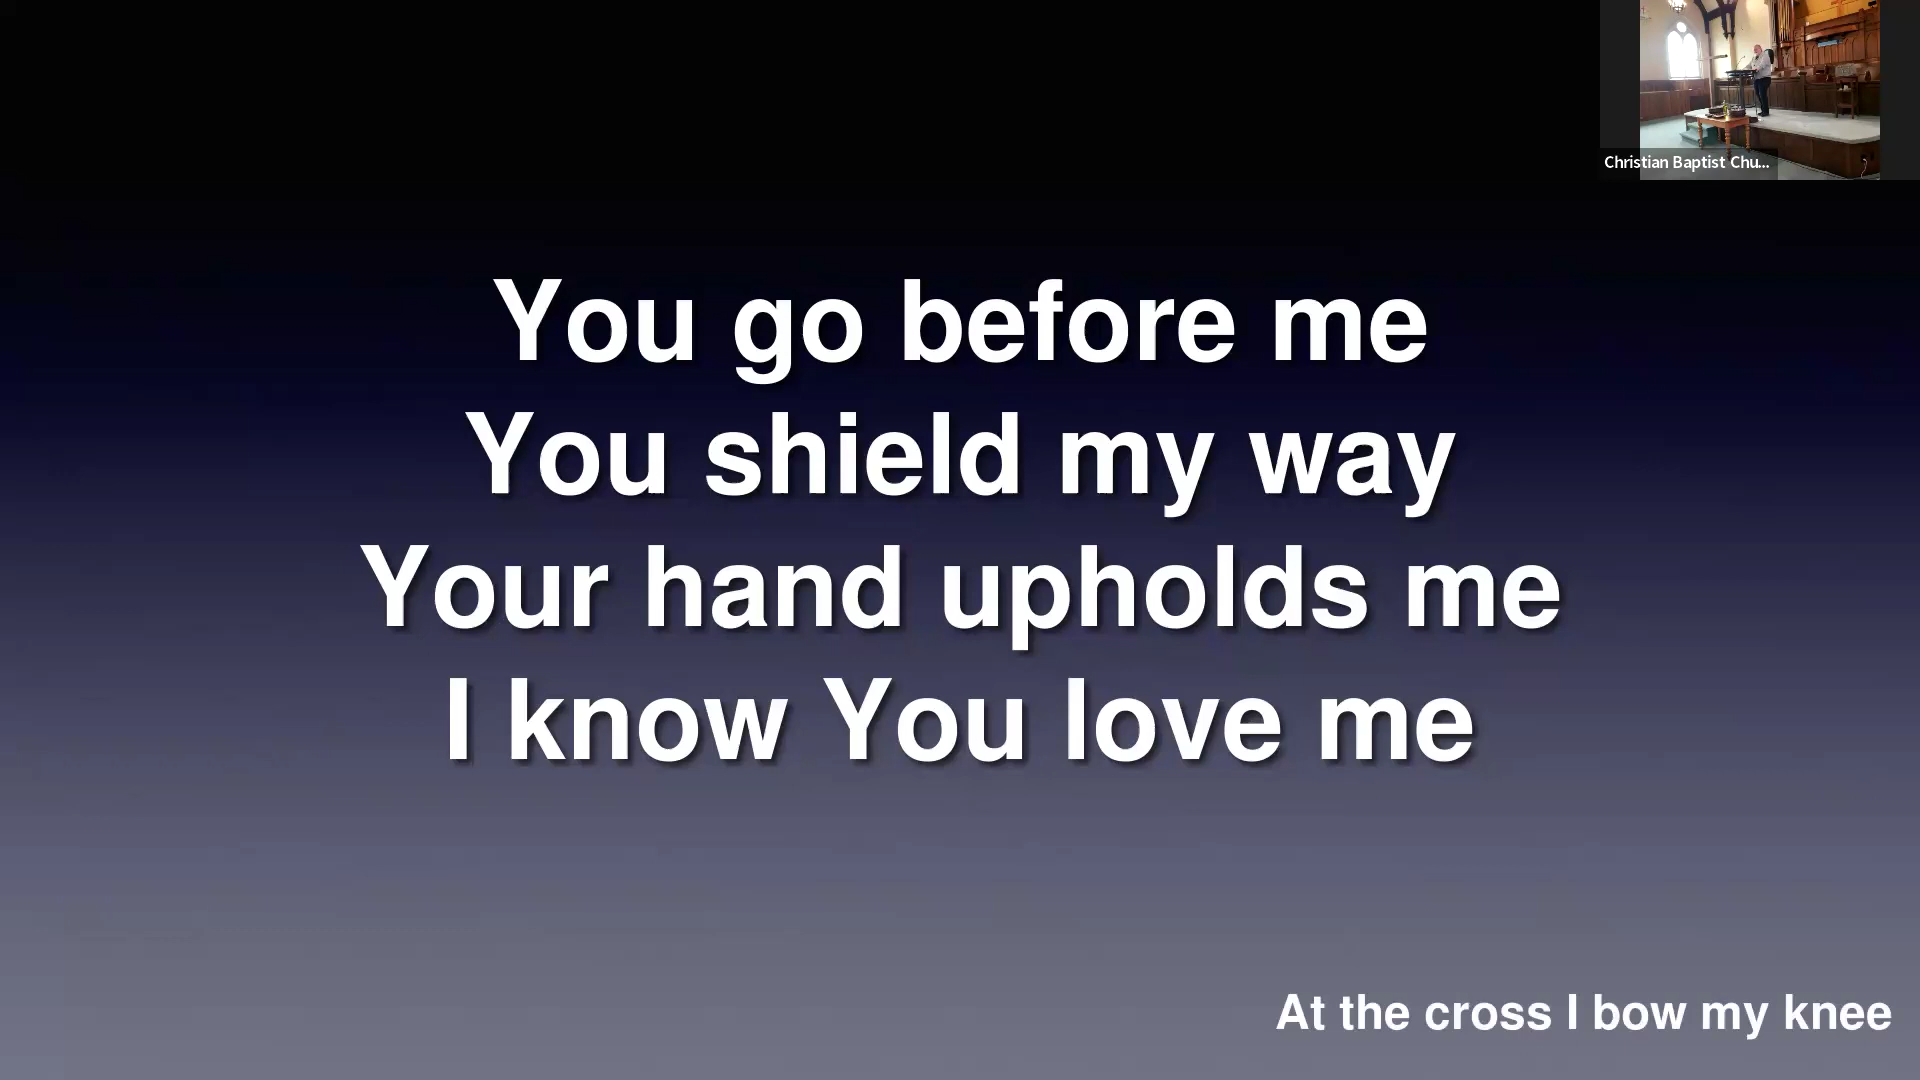 Christian Baptist Chu...
You go before me
You shield my way
Your hand upholds me
I know You love me
At the cross I bow my knee